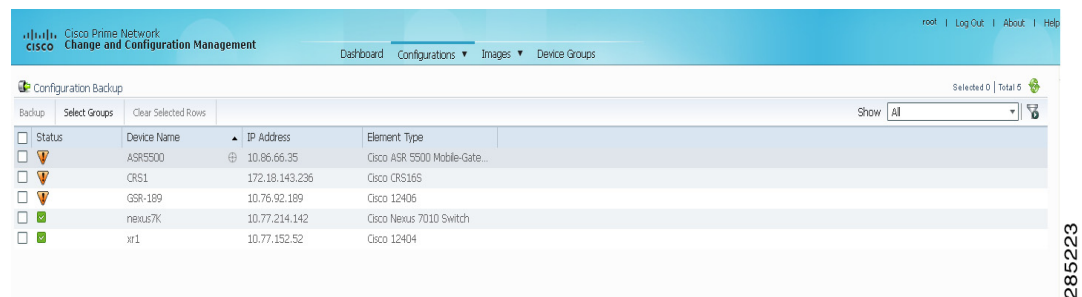 root | Log Out | About | Help
cisco Cisco Prime Network
Change and Configuration Management
Dashboard Configurations ▼ Images ▼ Device Groups
Configuration Backup
Selected 0 | Total 5
Backup Select Groups Clear Selected Rows
Show All
Status Device Name IP Address Element Type
ASR5500 10.86.66.35 Cisco ASR 5500 Mobile-Gate...
CRS1 172.18.143.236 Cisco CRS16S
GSR-189 10.76.92.189 Cisco 12406
nexus7K 10.77.214.142 Cisco Nexus 7010 Switch
xr1 10.77.152.52 Cisco 12404
285223